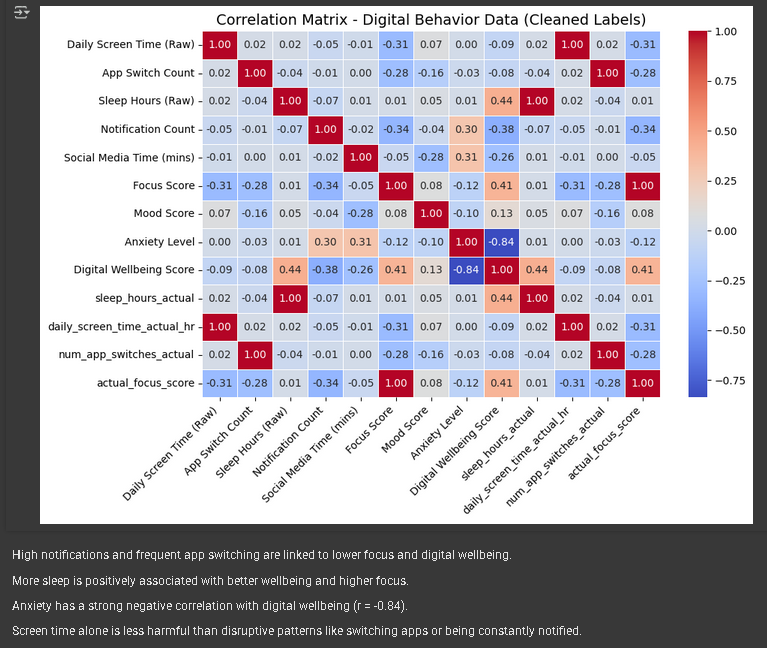 Correlation Matrix - Digital Behavior Data (Cleaned Labels)
Daily Screen Time (Raw) 1.00 0.02 0.02 -0.05 -0.01 -0.31 0.07 0.00 -0.09 0.02 1.00 0.02 -0.31
App Switch Count 0.02 1.00 -0.04 -0.01 0.00 -0.28 -0.16 -0.03 -0.08 -0.04 0.02 1.00 -0.28
Sleep Hours (Raw) 0.02 -0.04 1.00 -0.07 0.01 0.01 0.05 0.01 0.44 1.00 0.02 -0.04 0.01
Notification Count -0.05 -0.01 -0.07 1.00 -0.02 -0.34 -0.04 0.30 -0.38 -0.07 -0.05 -0.01 -0.34
Social Media Time (mins) -0.01 0.00 0.01 -0.02 1.00 -0.05 -0.28 0.31 -0.26 0.01 -0.01 0.00 -0.05
Focus Score -0.31 -0.28 0.01 -0.34 -0.05 1.00 0.08 -0.12 0.41 0.01 -0.31 -0.28 1.00
Mood Score 0.07 -0.16 0.05 -0.04 -0.28 0.08 1.00 -0.10 0.13 0.05 0.07 -0.16 0.08
Anxiety Level 0.00 -0.03 0.01 0.30 0.31 -0.12 -0.10 1.00 -0.84 0.01 0.00 -0.03 -0.12
Digital Wellbeing Score -0.09 -0.08 0.44 -0.38 -0.26 0.41 0.13 -0.84 1.00 0.44 -0.09 -0.08 0.41
sleep_hours_actual 0.02 -0.04 1.00 -0.07 0.01 0.01 0.05 0.01 0.44 1.00 0.02 -0.04 0.01
daily_screen_time_actual_hr 1.00 0.02 0.02 -0.05 -0.01 -0.31 0.07 0.00 -0.09 0.02 1.00 0.02 -0.31
num_app_switches_actual 0.02 1.00 -0.04 -0.01 0.00 -0.28 -0.16 -0.03 -0.08 -0.04 0.02 1.00 -0.28
actual_focus_score -0.31 -0.28 0.01 -0.34 -0.05 1.00 0.08 -0.12 0.41 0.01 -0.31 -0.28 1.00
Daily Screen Time (Raw)
App Switch Count
Sleep Hours (Raw)
Notification Count
Social Media Time (mins)
Focus Score
Mood Score
Anxiety Level
Digital Wellbeing Score
sleep_hours_actual
daily_screen_time_actual_hr
num_app_switches_actual
actual_focus_score
1.00
0.75
0.50
0.25
0.00
−0.25
−0.50
−0.75
High notifications and frequent app switching are linked to lower focus and digital wellbeing.
More sleep is positively associated with better wellbeing and higher focus.
Anxiety has a strong negative correlation with digital wellbeing (r = -0.84).
Screen time alone is less harmful than disruptive patterns like switching apps or being constantly notified.